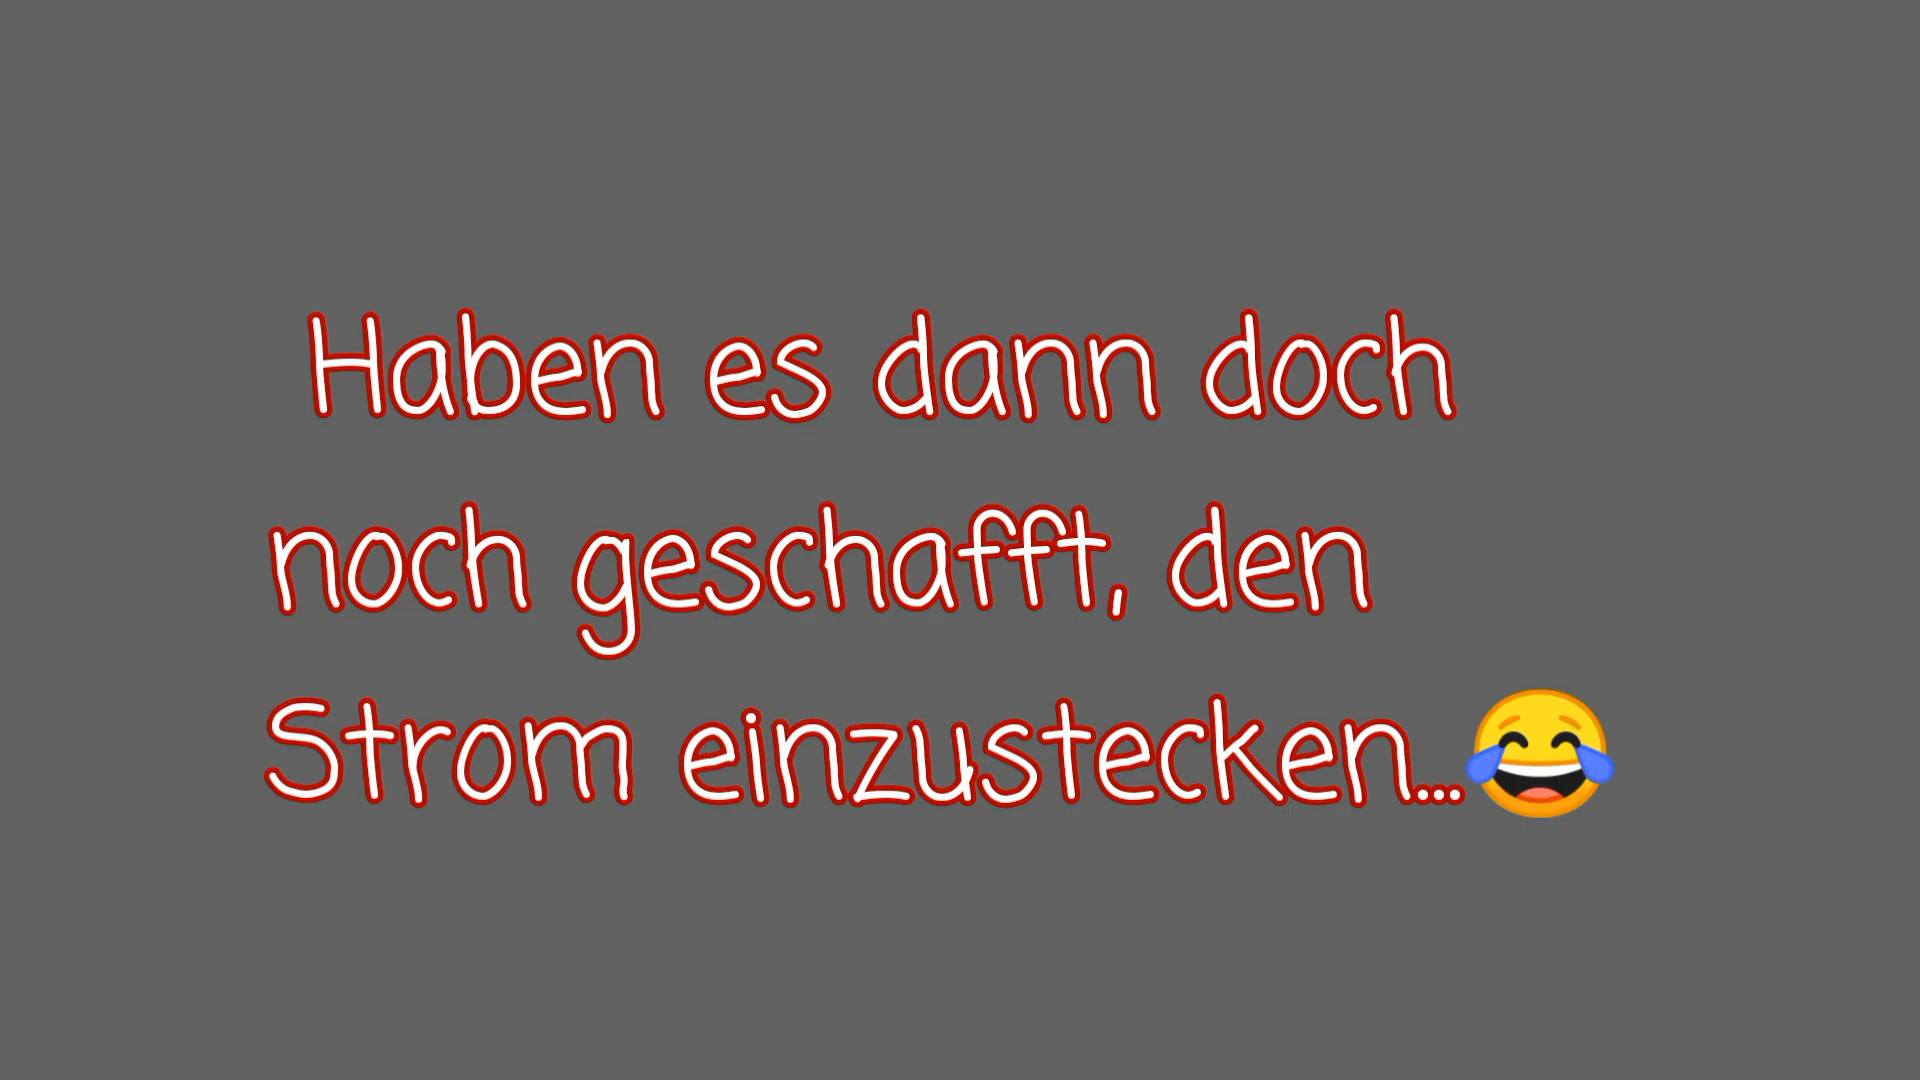 Haben es dann doch
noch geschafft, den
Strom einzustecken...😂